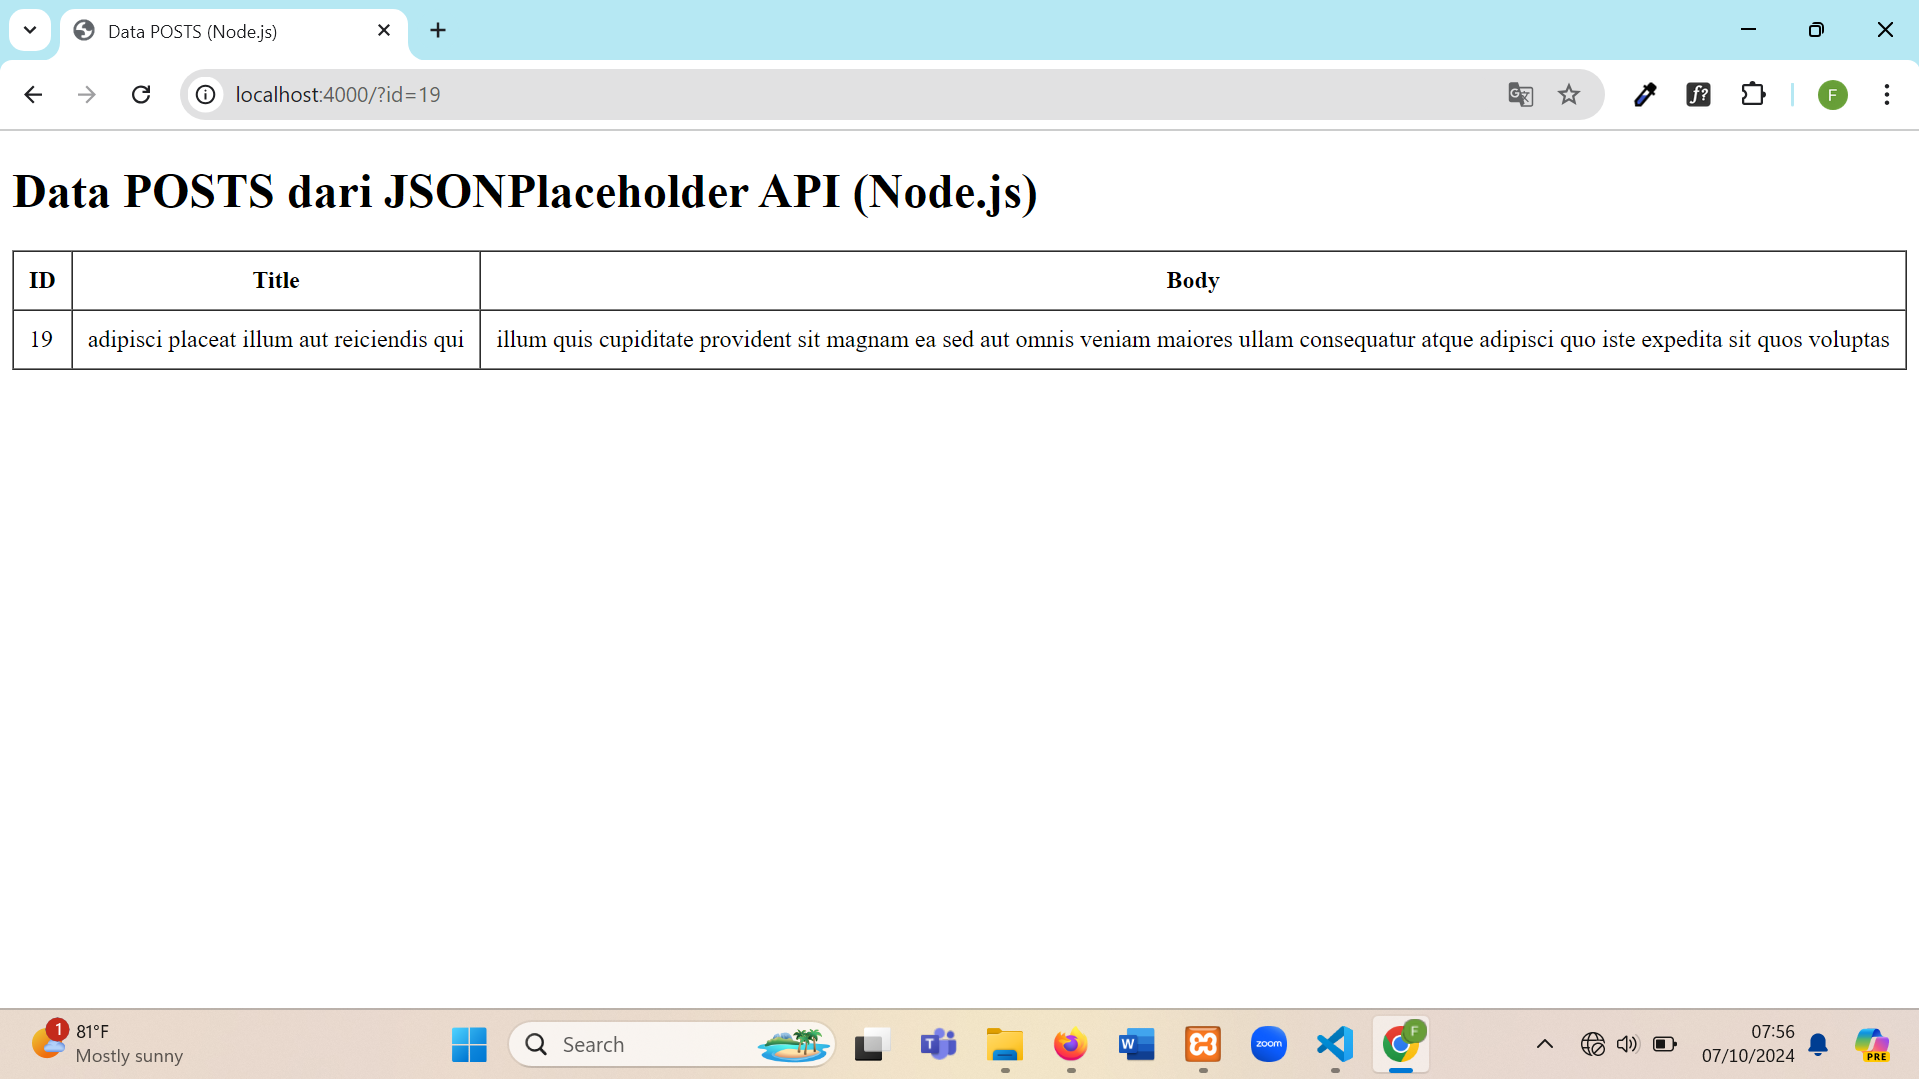 Data POSTS (Node.js)
localhost:4000/?id=19
F
Data POSTS dari JSONPlaceholder API (Node.js)
ID Title Body
19 adipisci placeat illum aut reiciendis qui illum quis cupiditate provident sit magnam ea sed aut omnis veniam maiores ullam consequatur atque adipisci quo iste expedita sit quos voluptas
1
81°F
Mostly sunny
Search
T
W
zoom
F
07:56
07/10/2024
PRE